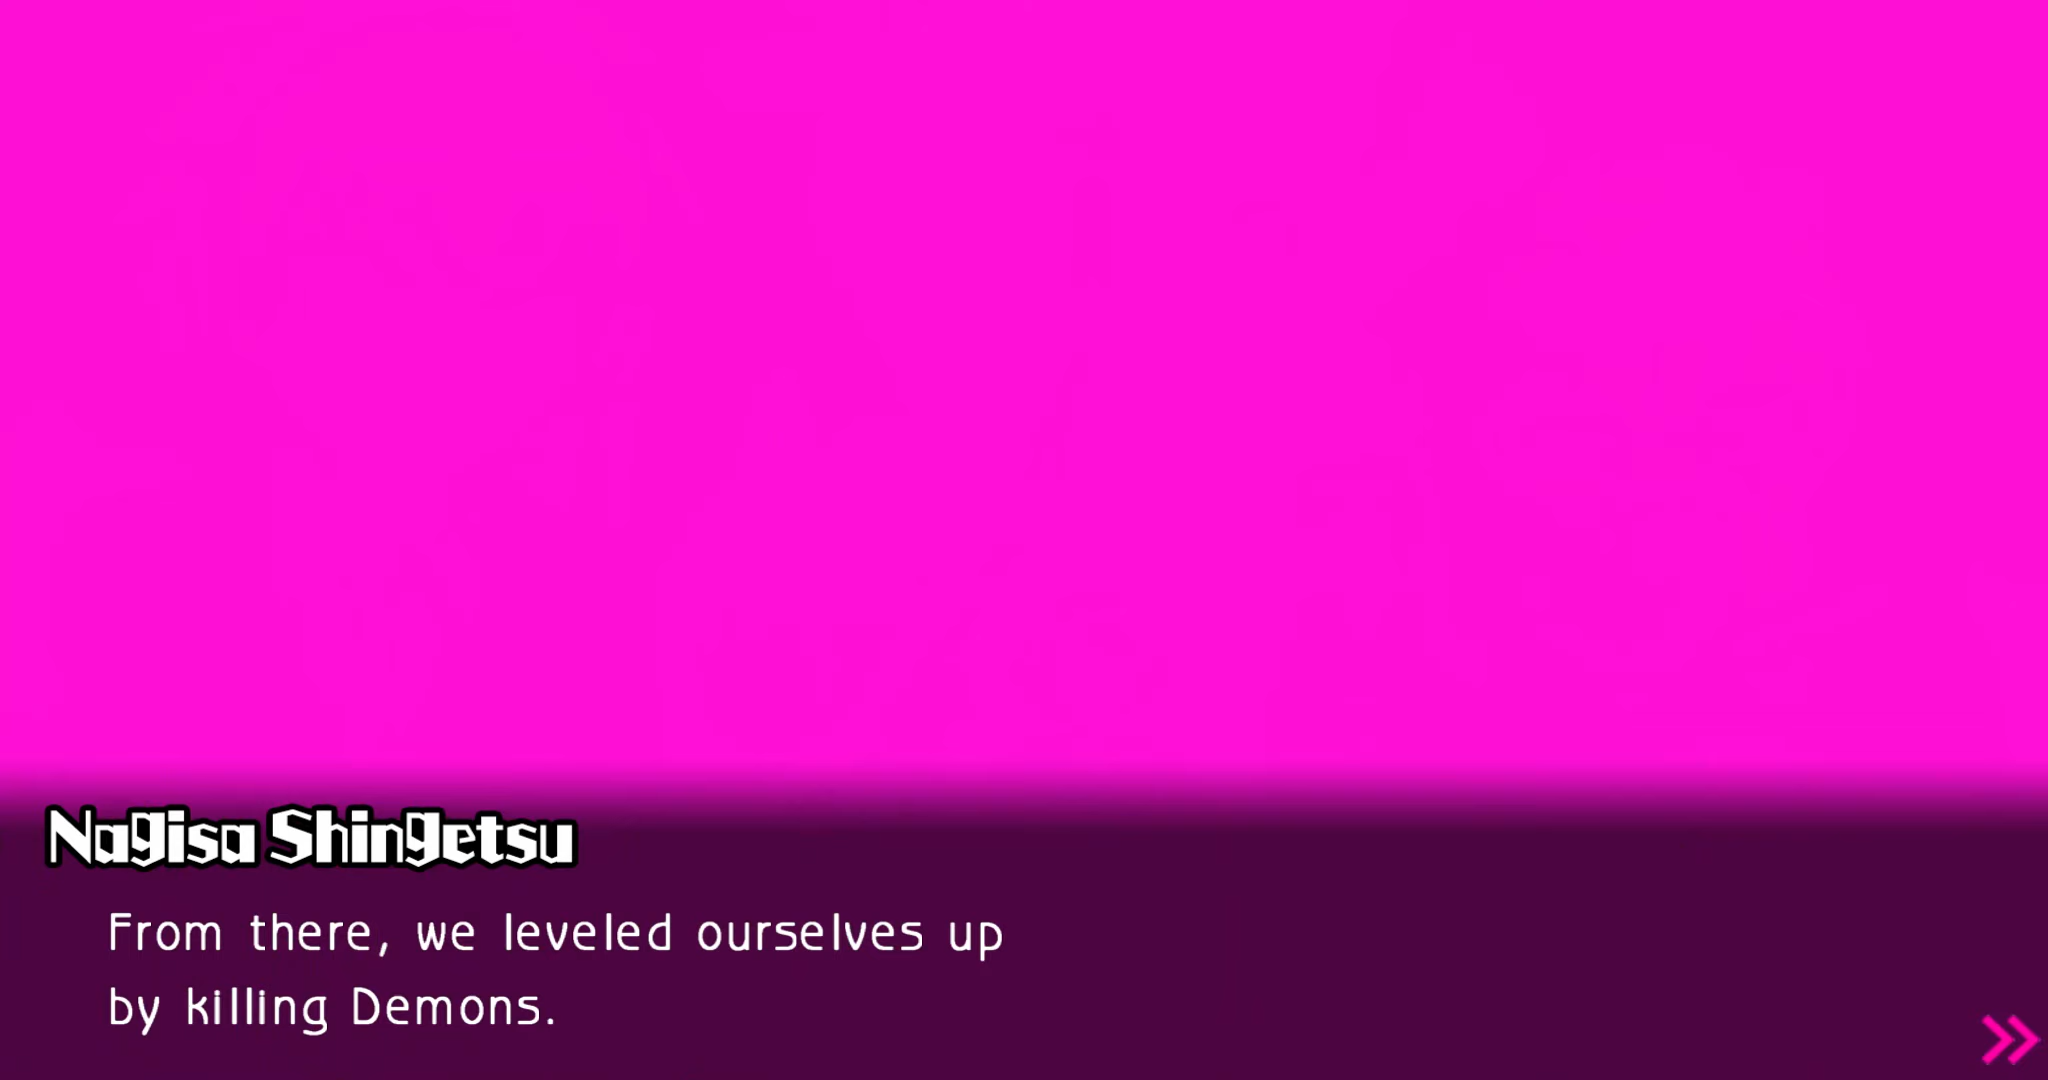 Nagisa Shingetsu
From there, we leveled ourselves up
by killing Demons.